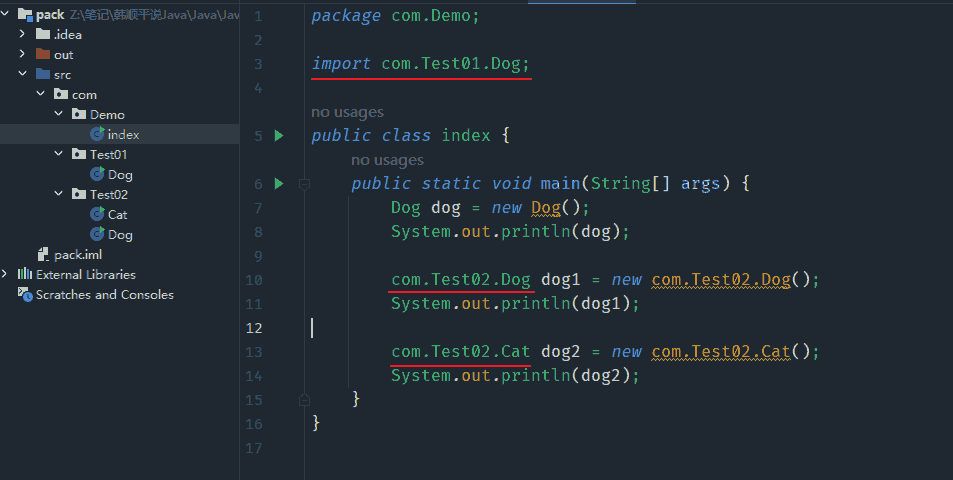 pack Z:\笔记\韩顺平说Java\Java\Jav
.idea
out
src
com
Demo
index
Test01
Dog
Test02
Cat
Dog
pack.iml
External Libraries
Scratches and Consoles
1 package com.Demo;
2
3 import com.Test01.Dog;
4
no usages
5 public class index {
no usages
6 public static void main(String[] args) {
7 Dog dog = new Dog();
8 System.out.println(dog);
9
10 com.Test02.Dog dog1 = new com.Test02.Dog();
11 System.out.println(dog1);
12
13 com.Test02.Cat dog2 = new com.Test02.Cat();
14 System.out.println(dog2);
15 }
16 }
17